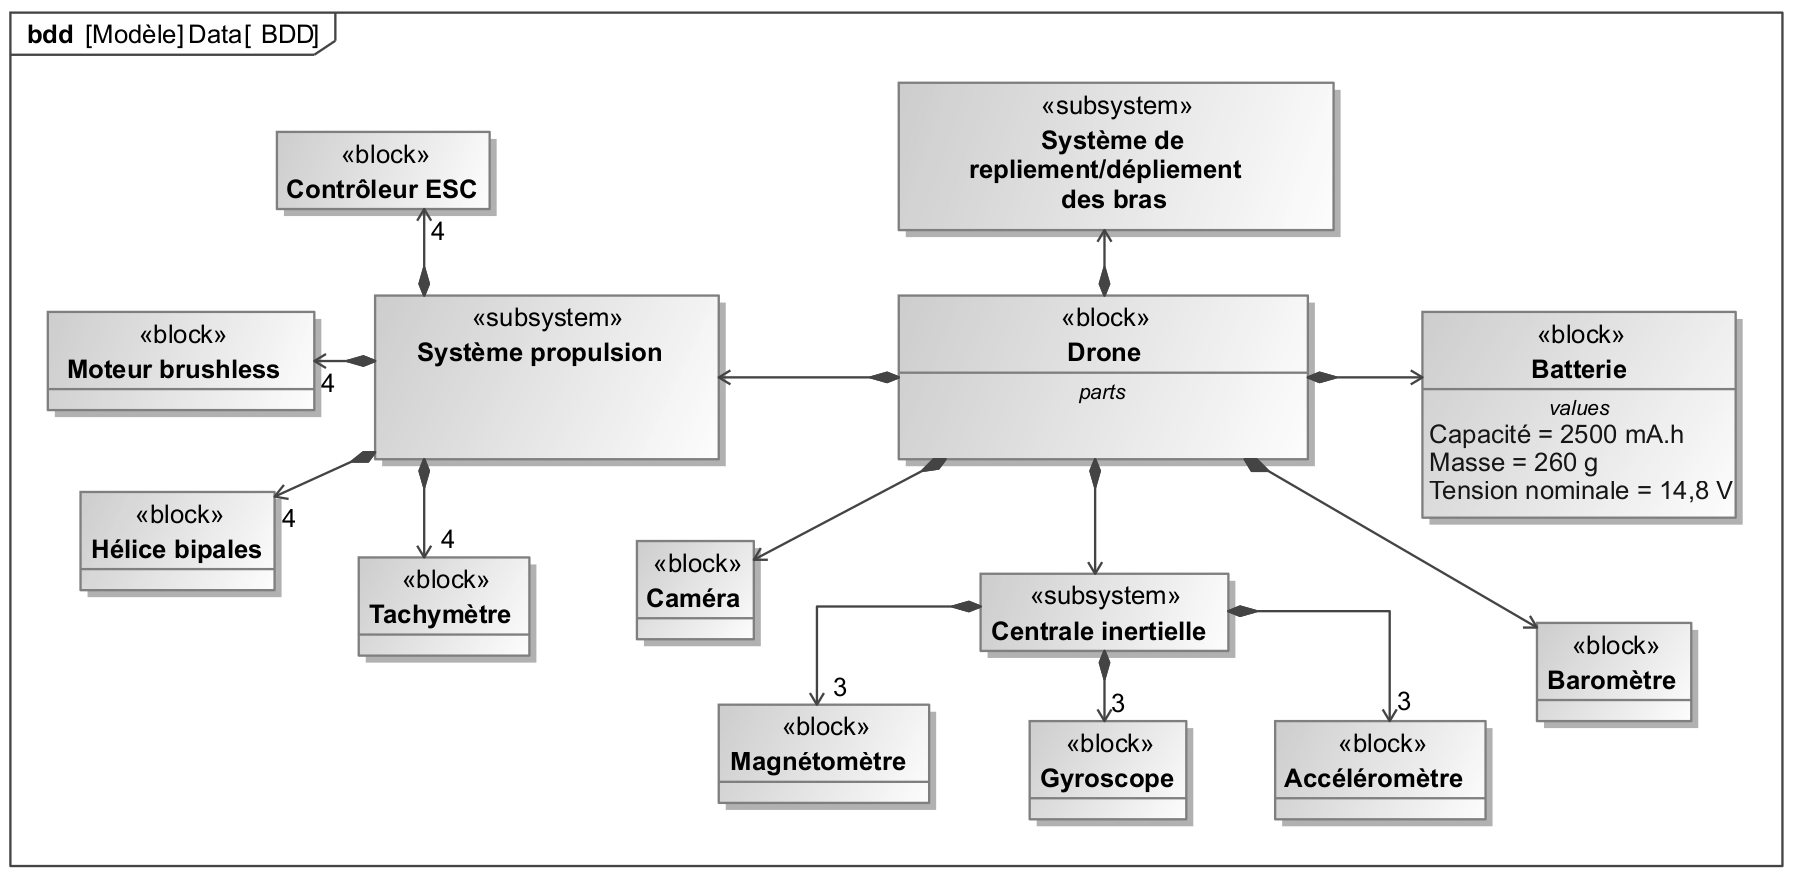 bdd [Modèle] Data[ BDD]
«subsystem»
Système de
repliement/dépliement
des bras
«block»
Contrôleur ESC
4
«block»
Moteur brushless
4
«subsystem»
Système propulsion
«block»
Drone
parts
«block»
Batterie
values
Capacité = 2500 mA.h
Masse = 260 g
Tension nominale = 14,8 V
«block»
Hélice bipales
4
4
«block»
Tachymètre
«block»
Caméra
«subsystem»
Centrale inertielle
«block»
Baromètre
3
«block»
Magnétomètre
3
«block»
Gyroscope
3
«block»
Accéléromètre